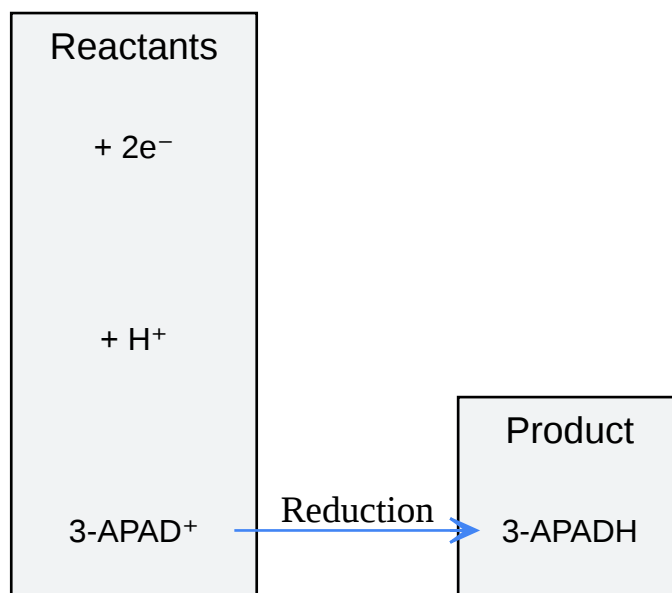 Reactants
+ 2e⁻
+ H⁺
Product
3-APAD⁺
Reduction
3-APADH